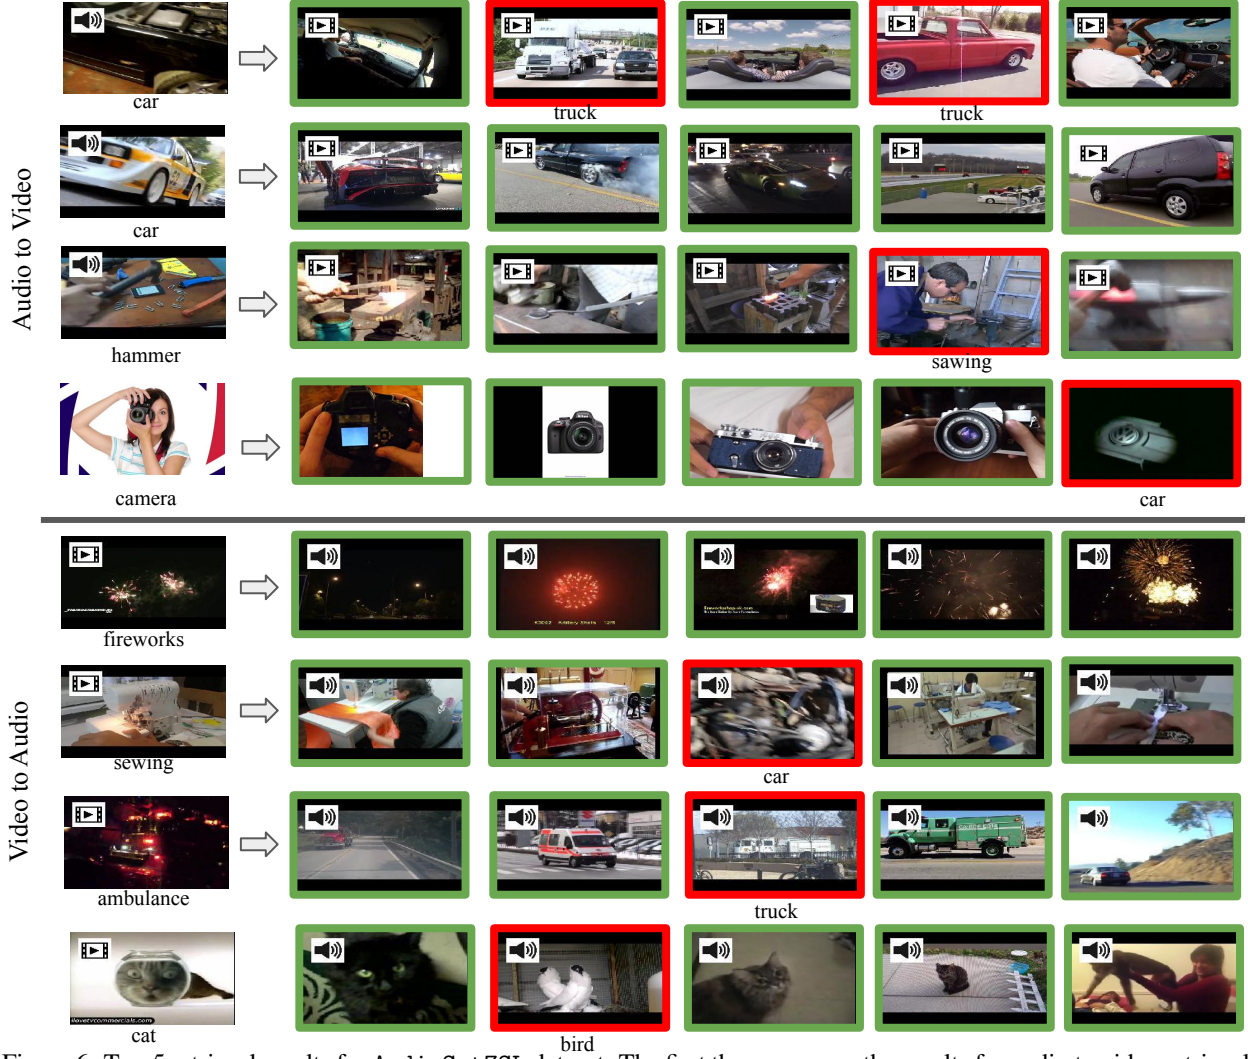 Audio to Video
car
truck
truck
car
hammer
sawing
camera
car
Video to Audio
fireworks
sewing
car
ambulance
truck
cat
bird